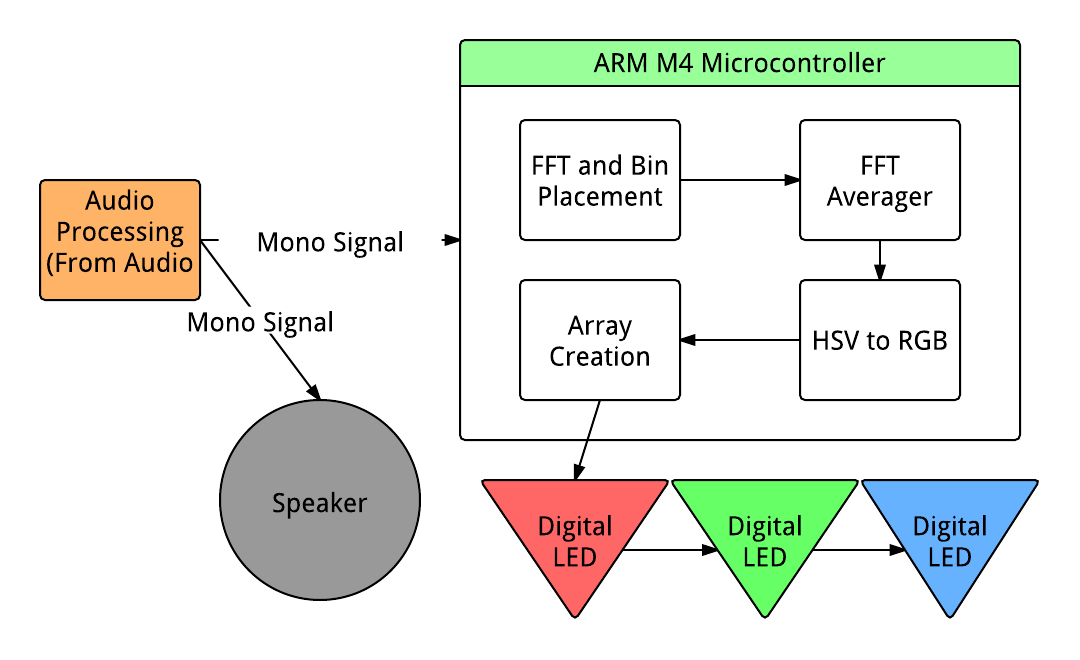 ARM M4 Microcontroller
FFT and Bin
Placement
FFT
Averager
Audio
Processing
(From Audio
Mono Signal
Mono Signal
Array
Creation
HSV to RGB
Speaker
Digital
LED
Digital
LED
Digital
LED